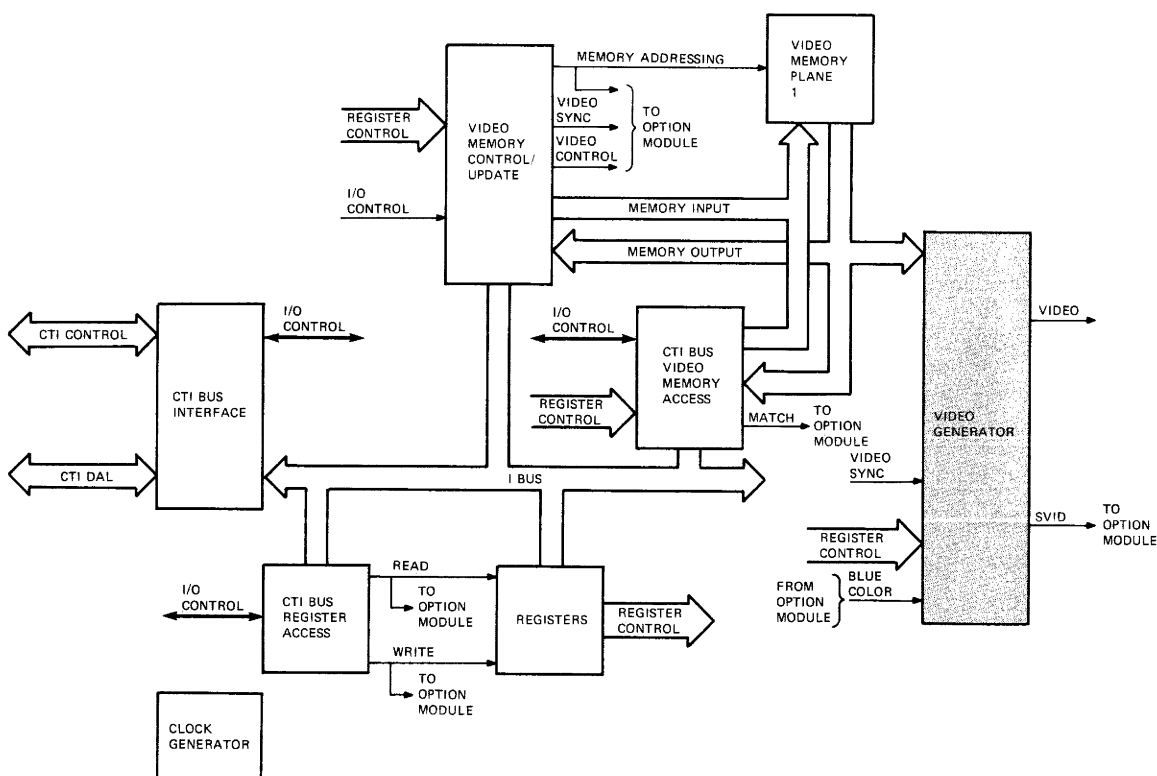 MEMORY ADDRESSING
VIDEO
MEMORY
PLANE
1
VIDEO
SYNC
VIDEO
CONTROL
TO
OPTION
MODULE
REGISTER
CONTROL
VIDEO
MEMORY
CONTROL/
UPDATE
I/O
CONTROL
MEMORY INPUT
MEMORY OUTPUT
CTI CONTROL
I/O
CONTROL
CTI BUS
INTERFACE
CTI DAL
I/O
CONTROL
CTI BUS
VIDEO
MEMORY
ACCESS
REGISTER
CONTROL
MATCH
TO
OPTION
MODULE
VIDEO
VIDEO
GENERATOR
VIDEO
SYNC
I BUS
SVID
TO
OPTION
MODULE
REGISTER
CONTROL
FROM
OPTION
MODULE
BLUE
COLOR
I/O
CONTROL
CTI BUS
REGISTER
ACCESS
READ
TO
OPTION
MODULE
REGISTERS
REGISTER
CONTROL
WRITE
TO
OPTION
MODULE
CLOCK
GENERATOR